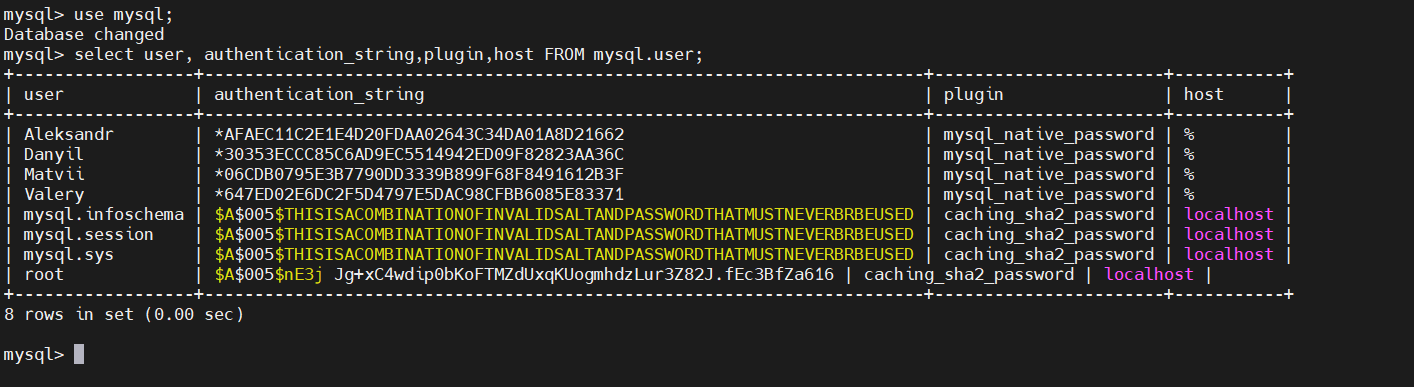 mysql> use mysql;
Database changed
mysql> select user, authentication_string,plugin,host FROM mysql.user;
+------------------+------------------------------------------------------------------------+-----------------------+-----------+
| user             | authentication_string                                                  | plugin                | host      |
+------------------+------------------------------------------------------------------------+-----------------------+-----------+
| Aleksandr        | *AFAEC11C2E1E4D20FDAA02643C34DA01A8D21662                              | mysql_native_password | %         |
| Danyil           | *30353ECCC85C6AD9EC5514942ED09F82823AA36C                              | mysql_native_password | %         |
| Matvii           | *06CDB0795E3B7790DD3339B899F68F8491612B3F                              | mysql_native_password | %         |
| Valery           | *647ED02E6DC2F5D4797E5DAC98CFBB6085E83371                              | mysql_native_password | %         |
| mysql.infoschema | $A$005$THISISACOMBINATIONOFINVALIDSALTANDPASSWORDTHATMUSTNEVERBRBEUSED | caching_sha2_password | localhost |
| mysql.session    | $A$005$THISISACOMBINATIONOFINVALIDSALTANDPASSWORDTHATMUSTNEVERBRBEUSED | caching_sha2_password | localhost |
| mysql.sys        | $A$005$THISISACOMBINATIONOFINVALIDSALTANDPASSWORDTHATMUSTNEVERBRBEUSED | caching_sha2_password | localhost |
| root             | $A$005$nE3j Jg+xC4wdip0bKoFTMZdUxqKUogmhdzLur3Z82J.fEc3BfZa616 | caching_sha2_password | localhost |
+------------------+------------------------------------------------------------------------+-----------------------+-----------+
8 rows in set (0.00 sec)
mysql>